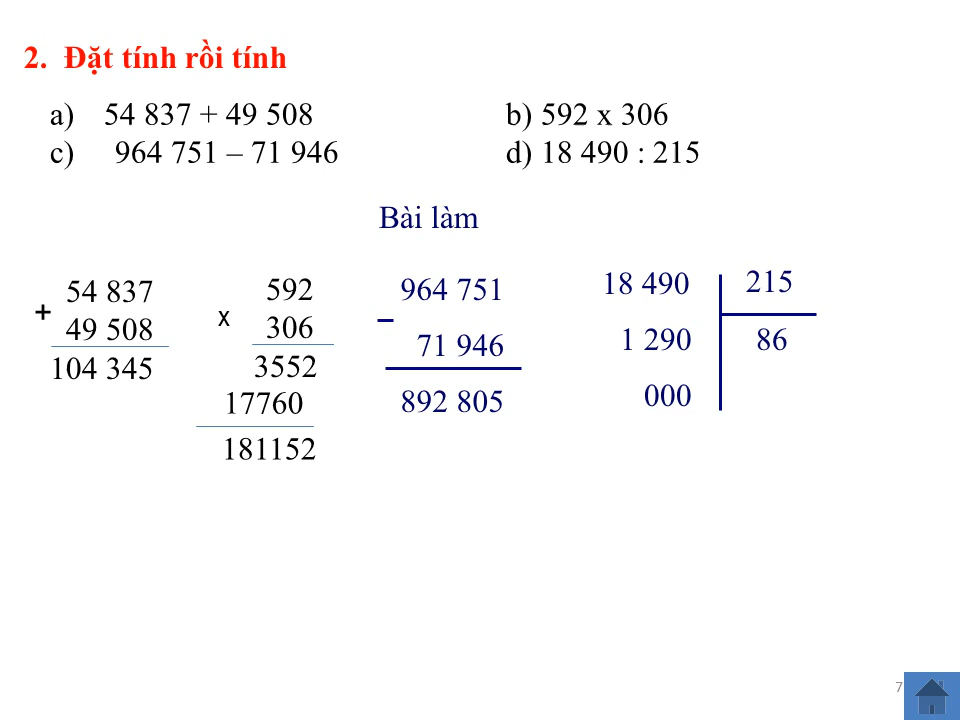 2. Đặt tính rồi tính
a) 54 837 + 49 508 b) 592 x 306
c) 964 751 – 71 946 d) 18 490 : 215
Bài làm
54 837
+
49 508
104 345
592
x
306
3552
17760
181152
964 751
–
71 946
892 805
18 490 215
1 290 86
000
7